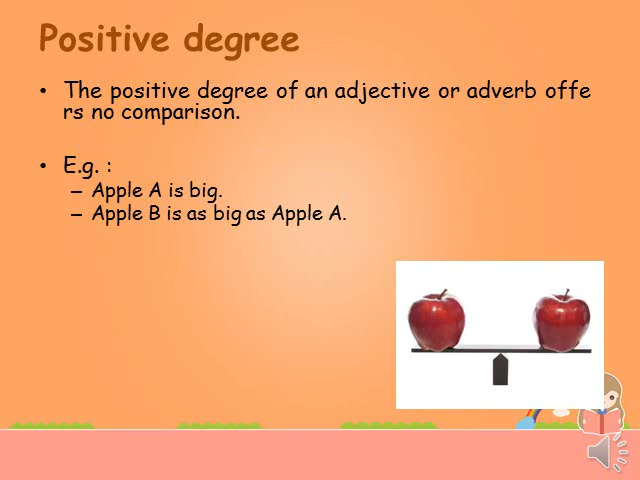 Positive degree
• The positive degree of an adjective or adverb offe
rs no comparison.
• E.g. :
– Apple A is big.
– Apple B is as big as Apple A.